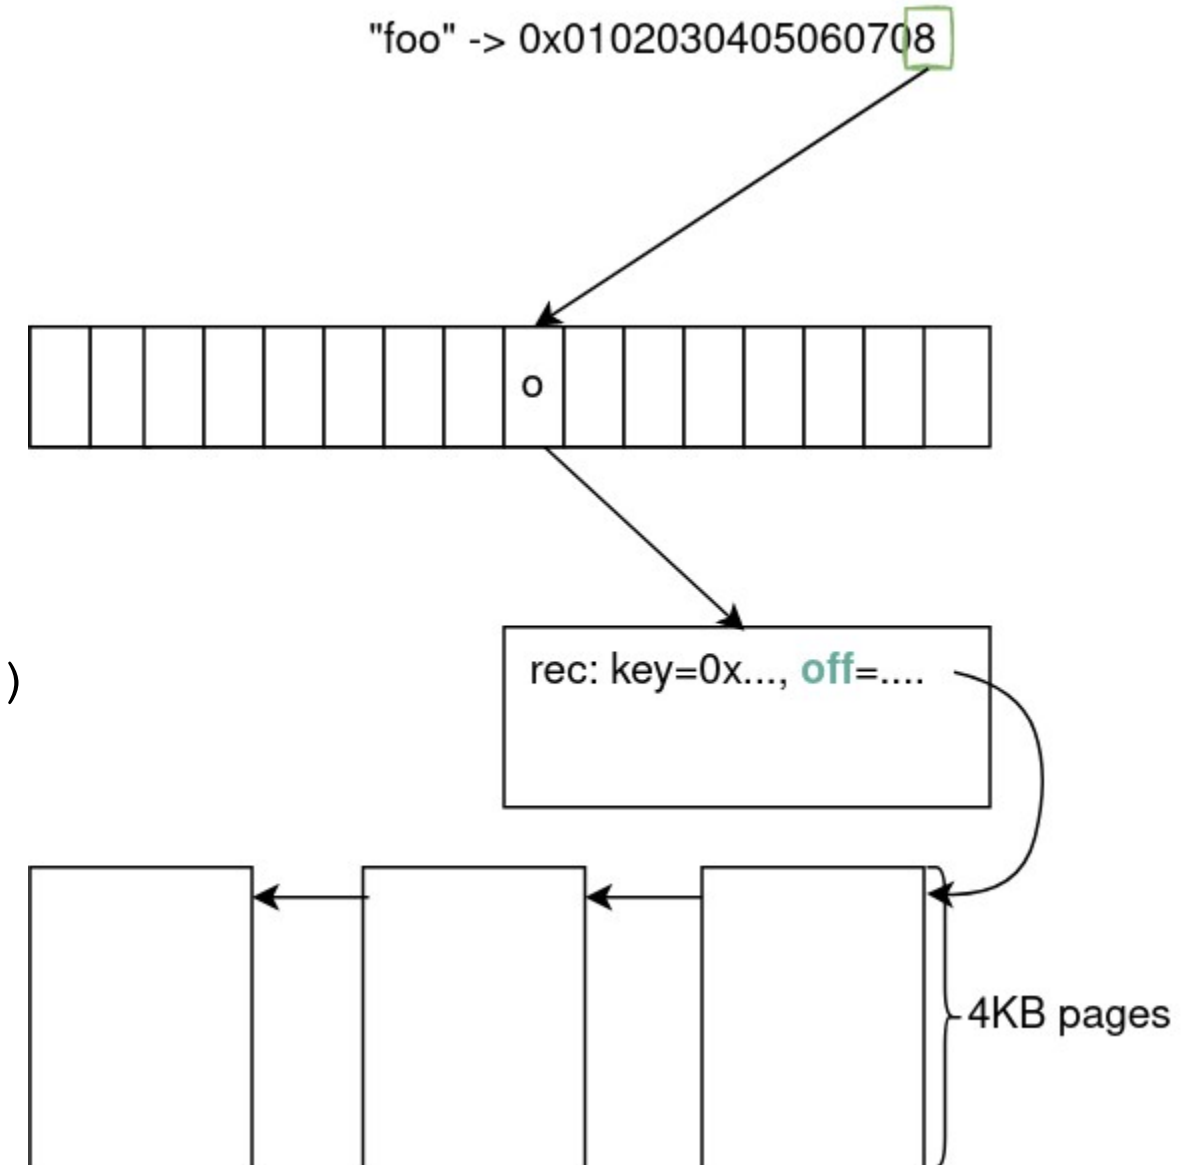 "foo" -> 0x0102030405060708
o
)
rec: key=0x..., off=....
4KB pages